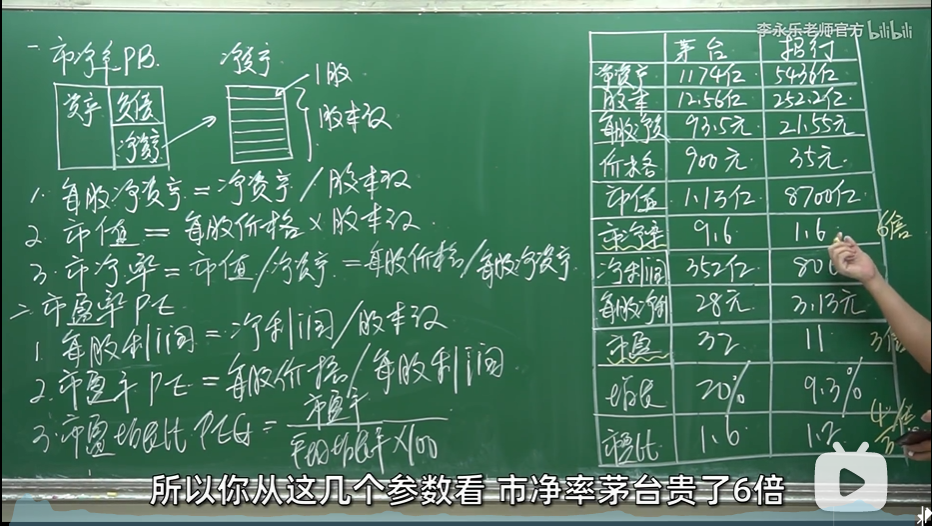 李永乐老师官方 bilibili
一 市净率PB.
净资产
1股
股本数
资产 负债
净资产
1. 每股净资产 = 净资产 / 股本数
2. 市值 = 每股价格 × 股本数
3. 市净率 = 市值/净资产 = 每股价格/每股净资产
二 市盈率 PE
1. 每股利润 = 净利润/股本数
2. 市盈率 PE = 每股价格/每股利润
3. 市盈增长比 PEG = 市盈率
平均增长率×100
茅台 招行
净资产 1174亿 5436亿
股本 12.56亿 252.2亿
每股净资 93.5元 21.55元
价格 900元 35元
市值 1.13亿 8700亿
市净率 9.6 1.6 6倍
净利润 352亿 80
每股净利 28元 3.13元
市盈 32 11 3倍
增长 20% 9.3%
1.6 1.2
所以你从这几个参数看 市净率茅台贵了6倍